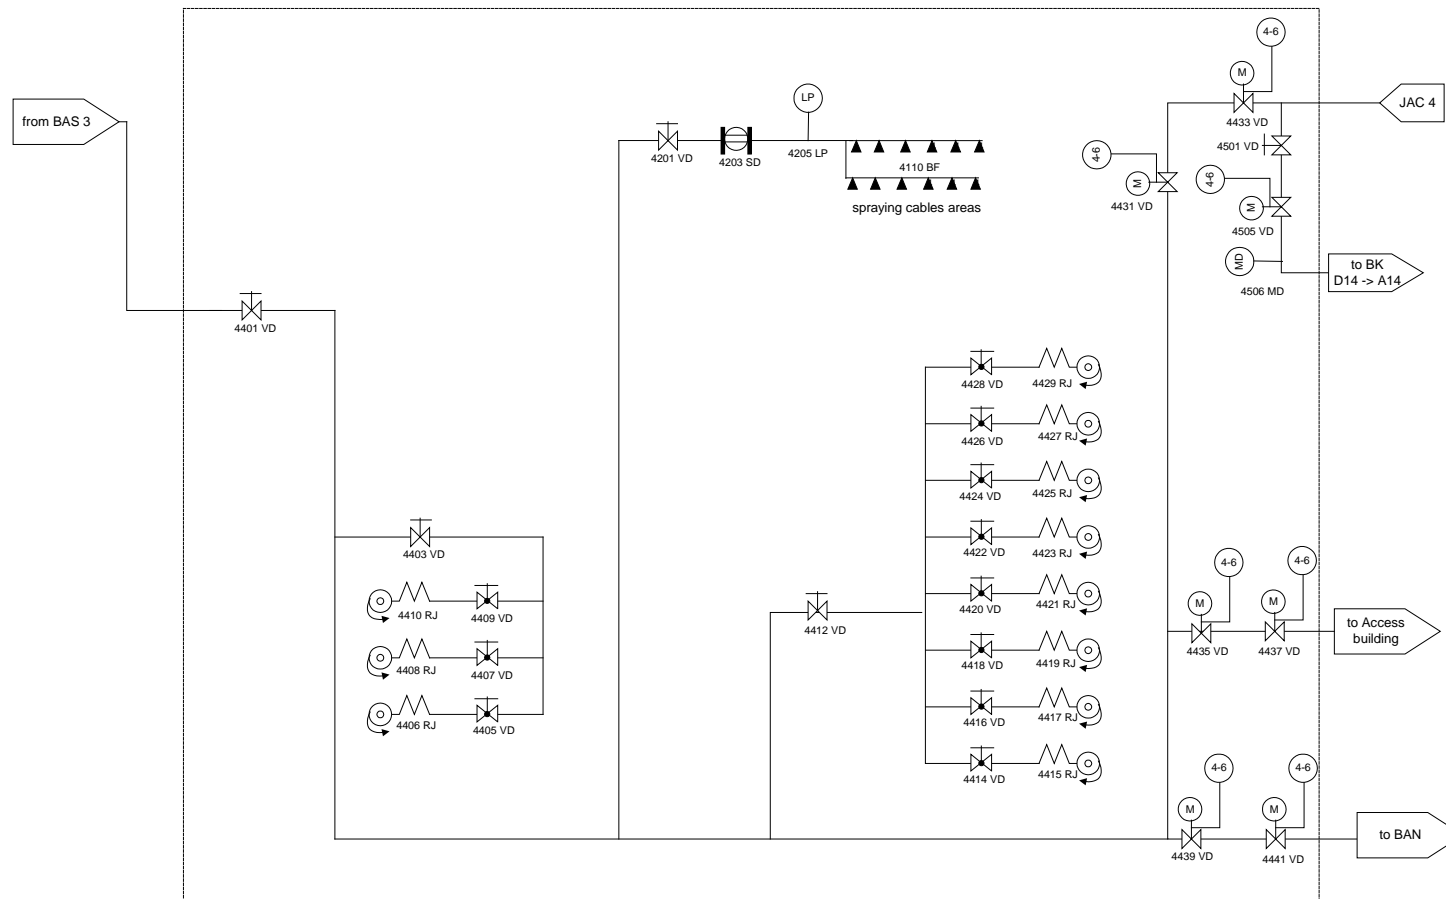 4-6
M
JAC 4
4433 VD
from BAS 3
LP
4201 VD
4203 SD
4205 LP
4110 BF
spraying cables areas
4501 VD
4-6
M
4431 VD
4-6
M
4505 VD
MD
4506 MD
to BK
D14 -> A14
4401 VD
4428 VD
4429 RJ
4426 VD
4427 RJ
4424 VD
4425 RJ
4403 VD
4422 VD
4423 RJ
4-6
4-6
4410 RJ
4409 VD
4420 VD
4421 RJ
M
M
4412 VD
to Access
building
4435 VD
4437 VD
4408 RJ
4407 VD
4418 VD
4419 RJ
4406 RJ
4405 VD
4416 VD
4417 RJ
4414 VD
4415 RJ
4-6
4-6
M
M
to BAN
4439 VD
4441 VD